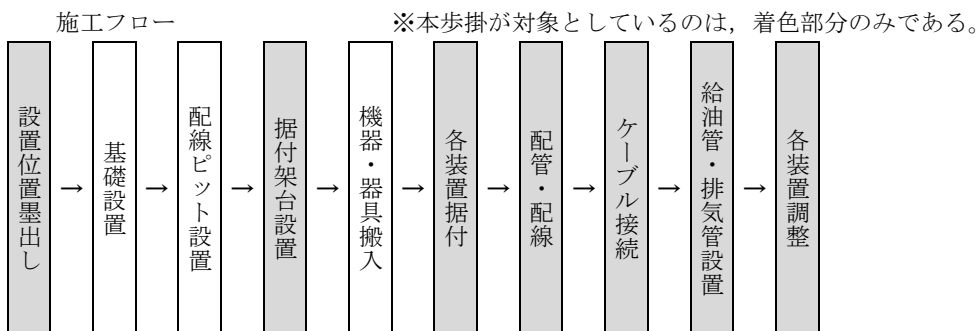 施工フロー
※本歩掛が対象としているのは，着色部分のみである。
設置位置墨出し
→
基礎設置
→
配線ピット設置
→
据付架台設置
→
機器・器具搬入
→
各装置据付
→
配管・配線
→
ケーブル接続
→
給油管・排気管設置
→
各装置調整